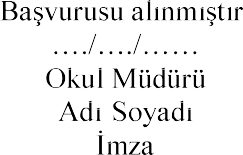 Başvurusu alınmıştır
…./…./……
Okul Müdürü
Adı Soyadı
İmza